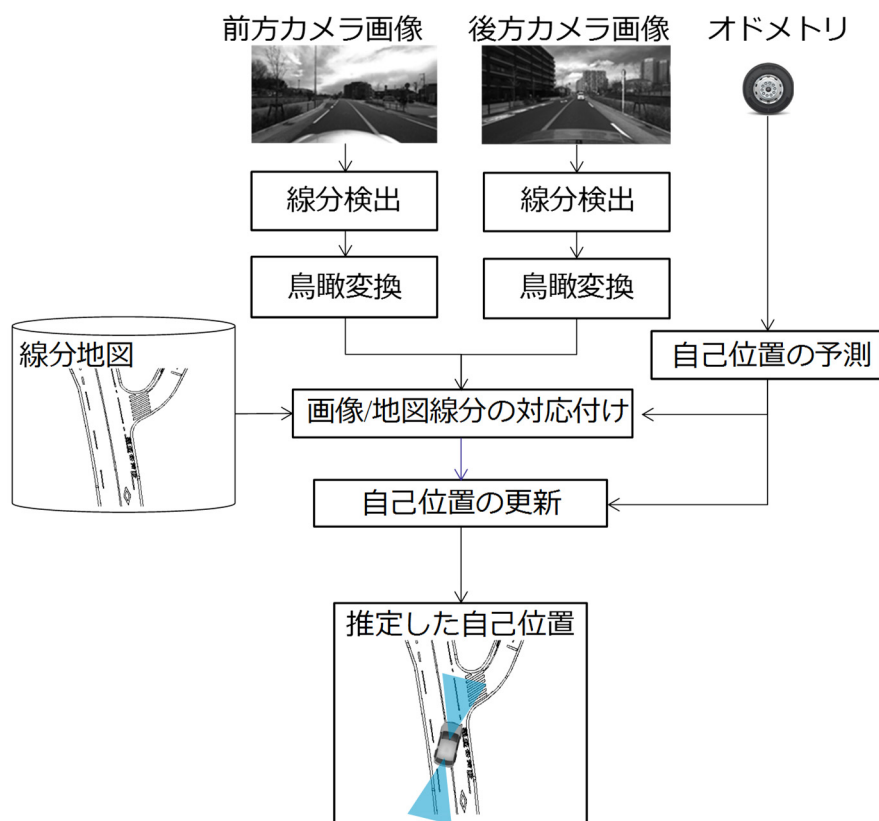 前方カメラ画像
後方カメラ画像
オドメトリ
線分検出
線分検出
鳥瞰変換
鳥瞰変換
線分地図
自己位置の予測
画像/地図線分の対応付け
自己位置の更新
推定した自己位置